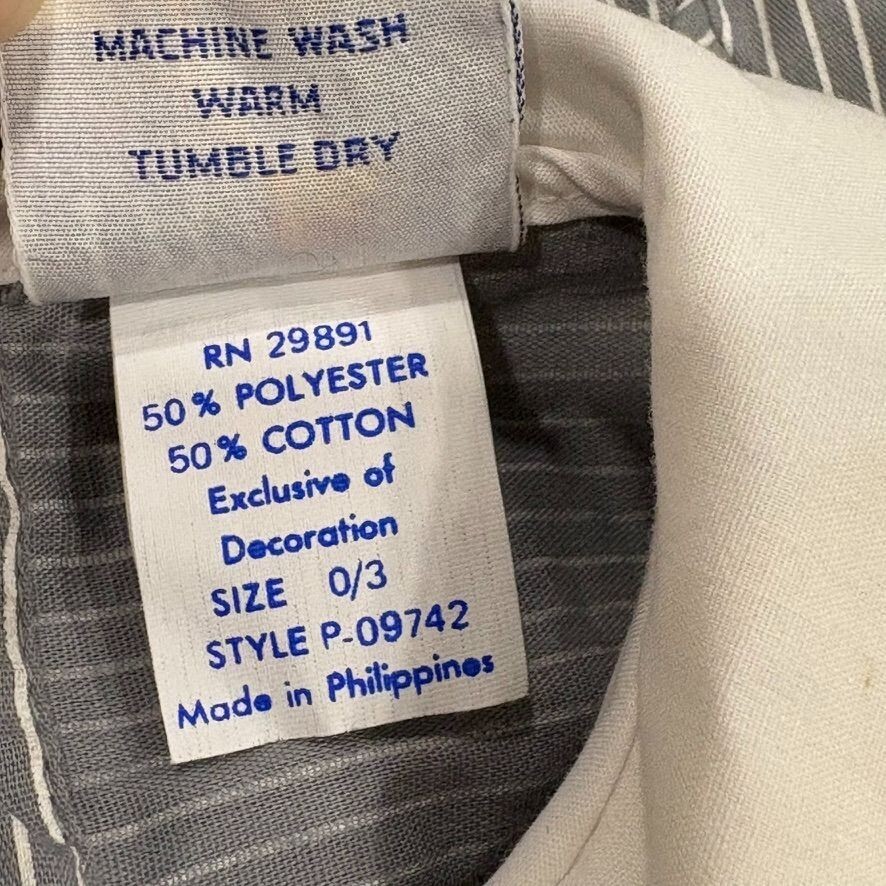 MACHINE WASH
WARM
TUMBLE DRY
RN 29891
50% POLYESTER
50% COTTON
Exclusive of
Decoration
SIZE 0/3
STYLE P-09742
Made in Philippines